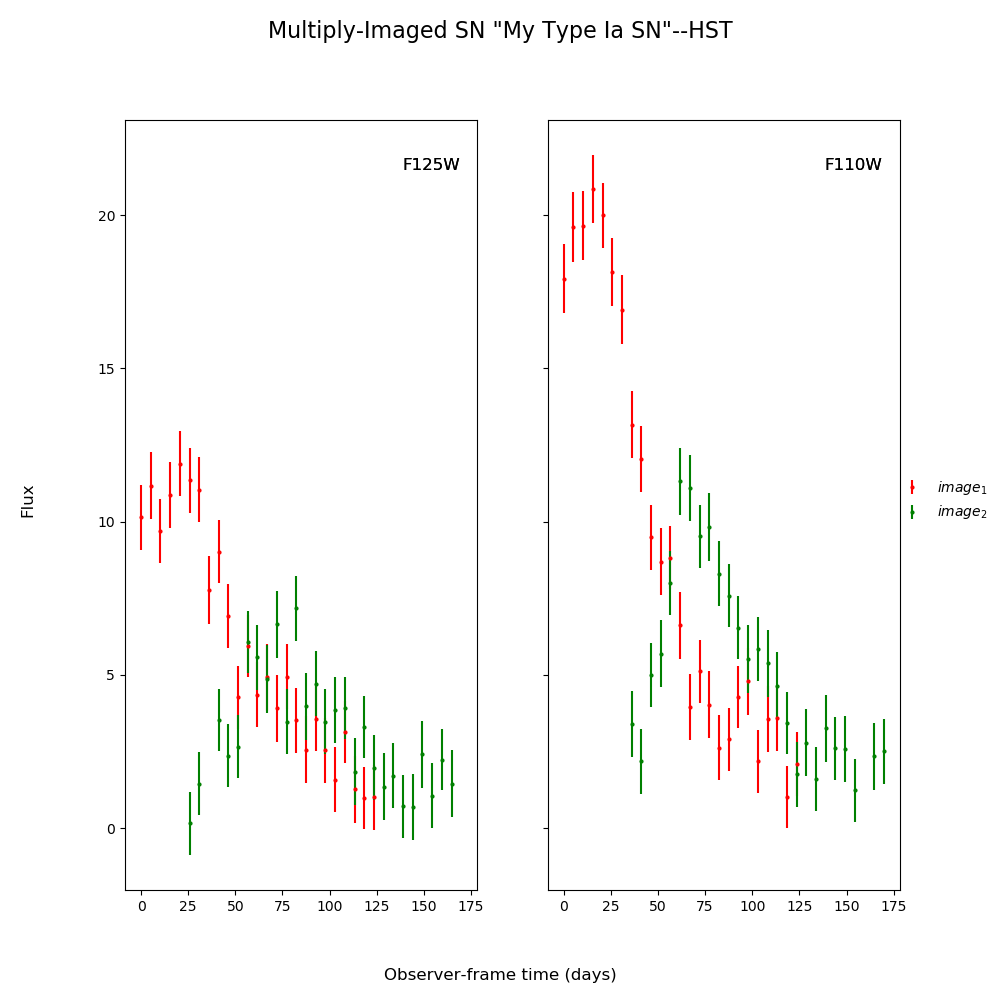 Multiply-Imaged SN "My Type Ia SN"--HST
F125W
F110W
20
15
10
5
0
Flux
image1
image2
0 25 50 75 100 125 150 175
0 25 50 75 100 125 150 175
Observer-frame time (days)